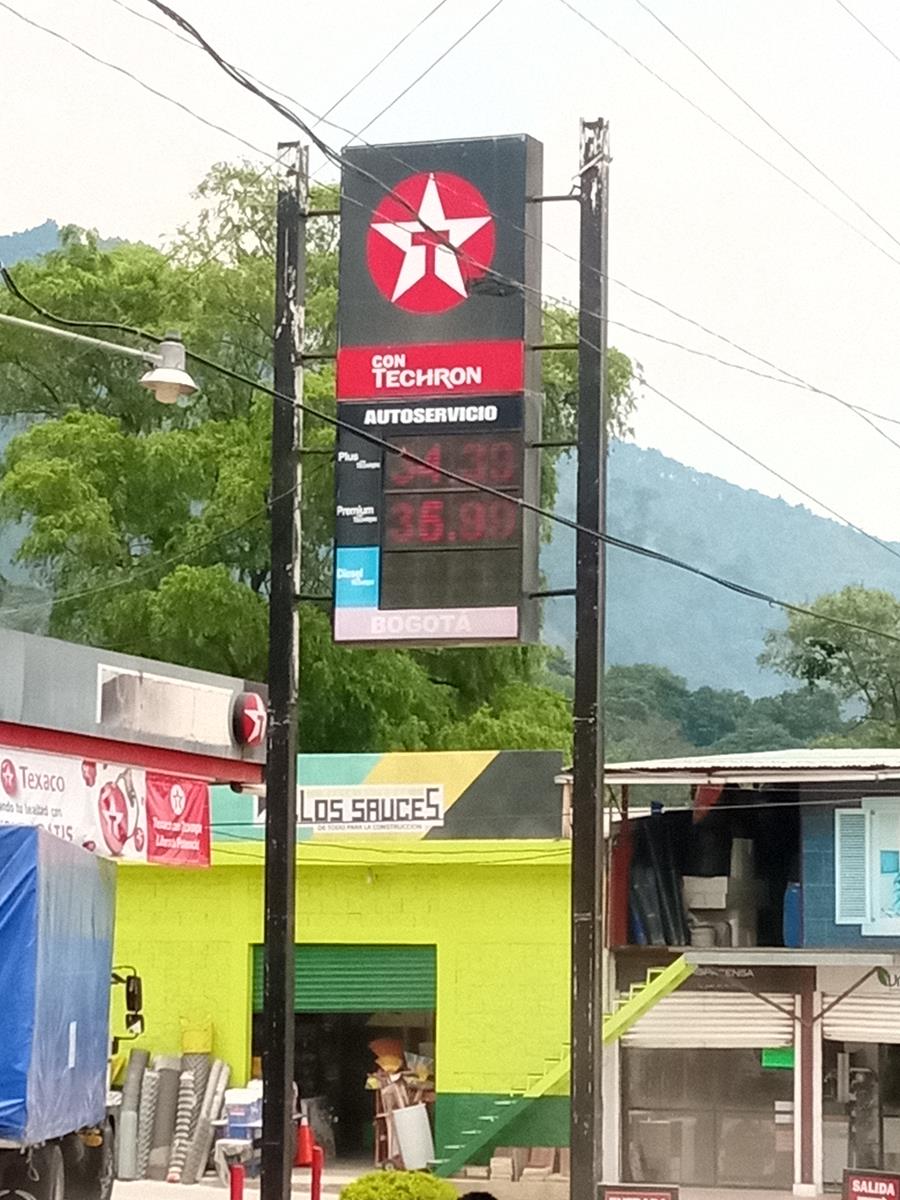 CON
TECHRON
AUTOSERVICIO
Plus
34.39
Premium
35.99
Diesel
BOGOTA
Texaco
LOS SAUCES
DE TODO PARA LA CONSTRUCCION
SALIDA